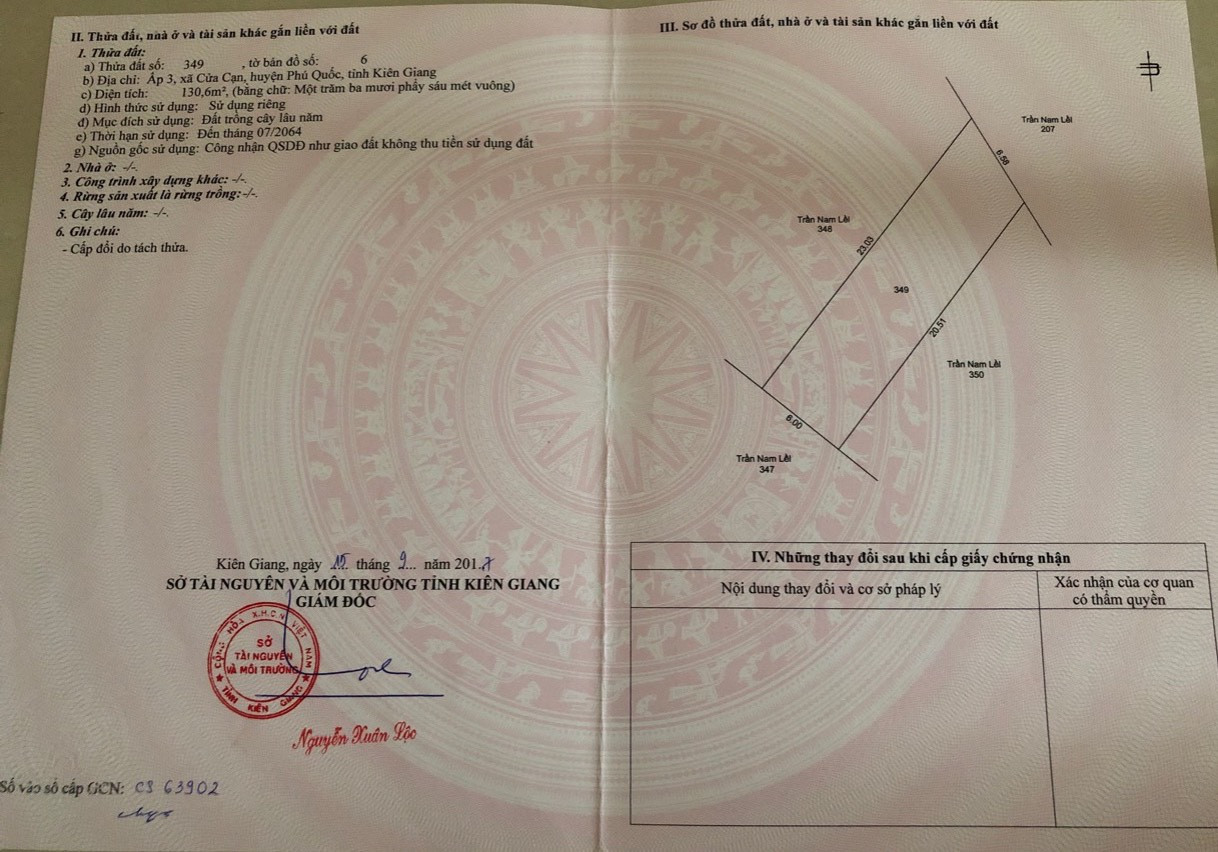 II. Thửa đất, nhà ở và tài sản khác gắn liền với đất
1. Thửa đất:
a) Thửa đất số: 349 , tờ bản đồ số: 6
b) Địa chỉ: Ấp 3, xã Cửa Cạn, huyện Phú Quốc, tỉnh Kiên Giang
c) Diện tích: 130,6m², (bằng chữ: Một trăm ba mươi phẩy sáu mét vuông)
d) Hình thức sử dụng: Sử dụng riêng
đ) Mục đích sử dụng: Đất trồng cây lâu năm
e) Thời hạn sử dụng: Đến tháng 07/2064
g) Nguồn gốc sử dụng: Công nhận QSDĐ như giao đất không thu tiền sử dụng đất
2. Nhà ở: -/-.
3. Công trình xây dựng khác: -/-.
4. Rừng sản xuất là rừng trồng:-/-.
5. Cây lâu năm: -/-.
6. Ghi chú:
- Cấp đổi do tách thửa.
Kiên Giang, ngày 15 tháng 9 năm 2017
SỞ TÀI NGUYÊN VÀ MÔI TRƯỜNG TỈNH KIÊN GIANG
GIÁM ĐỐC
CỘNG HÒA X.H.C.N VIỆT NAM
SỞ
TÀI NGUYÊN
VÀ MÔI TRƯỜNG
TỈNH KIÊN GIANG
Nguyễn Xuân Lộc
Số vào sổ cấp GCN: CS 63902
III. Sơ đồ thửa đất, nhà ở và tài sản khác gắn liền với đất
Trần Nam Lèi
207
6.58
Trần Nam Lèi
348
23.03
349
20.51
Trần Nam Lèi
350
6.00
Trần Nam Lèi
347
IV. Những thay đổi sau khi cấp giấy chứng nhận
Nội dung thay đổi và cơ sở pháp lý
Xác nhận của cơ quan
có thẩm quyền